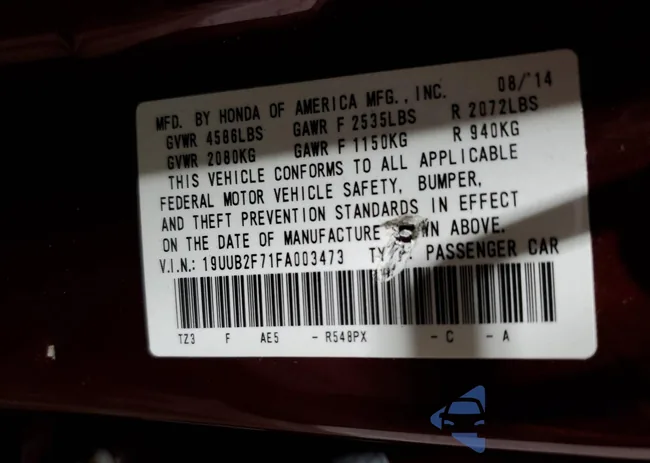 MFD. BY HONDA OF AMERICA MFG., INC. 08/'14
GVWR 4586LBS GAWR F 2535LBS R 2072LBS
GVWR 2080KG GAWR F 1150KG R 940KG
THIS VEHICLE CONFORMS TO ALL APPLICABLE
FEDERAL MOTOR VEHICLE SAFETY, BUMPER,
AND THEFT PREVENTION STANDARDS IN EFFECT
ON THE DATE OF MANUFACTURE ABOVE.
V.I.N.: 19UUB2F71FA003473 PASSENGER CAR
TZ3 F AE5 - R548PX - C - A